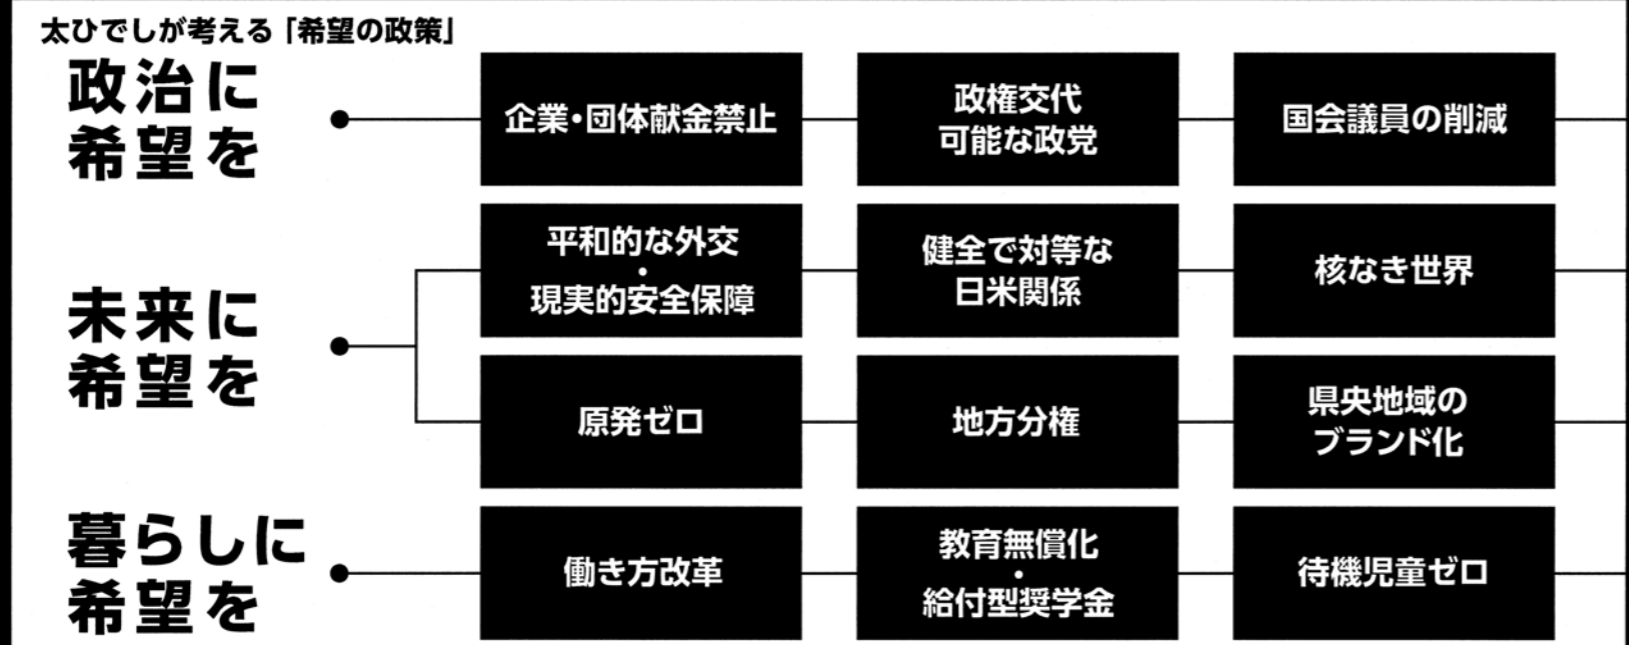 太ひでしが考える「希望の政策」
政治に
希望を
企業・団体献金禁止
政権交代
可能な政党
国会議員の削減
未来に
希望を
平和的な外交
・
現実的安全保障
健全で対等な
日米関係
核なき世界
原発ゼロ
地方分権
県央地域の
ブランド化
暮らしに
希望を
働き方改革
教育無償化
・
給付型奨学金
待機児童ゼロ